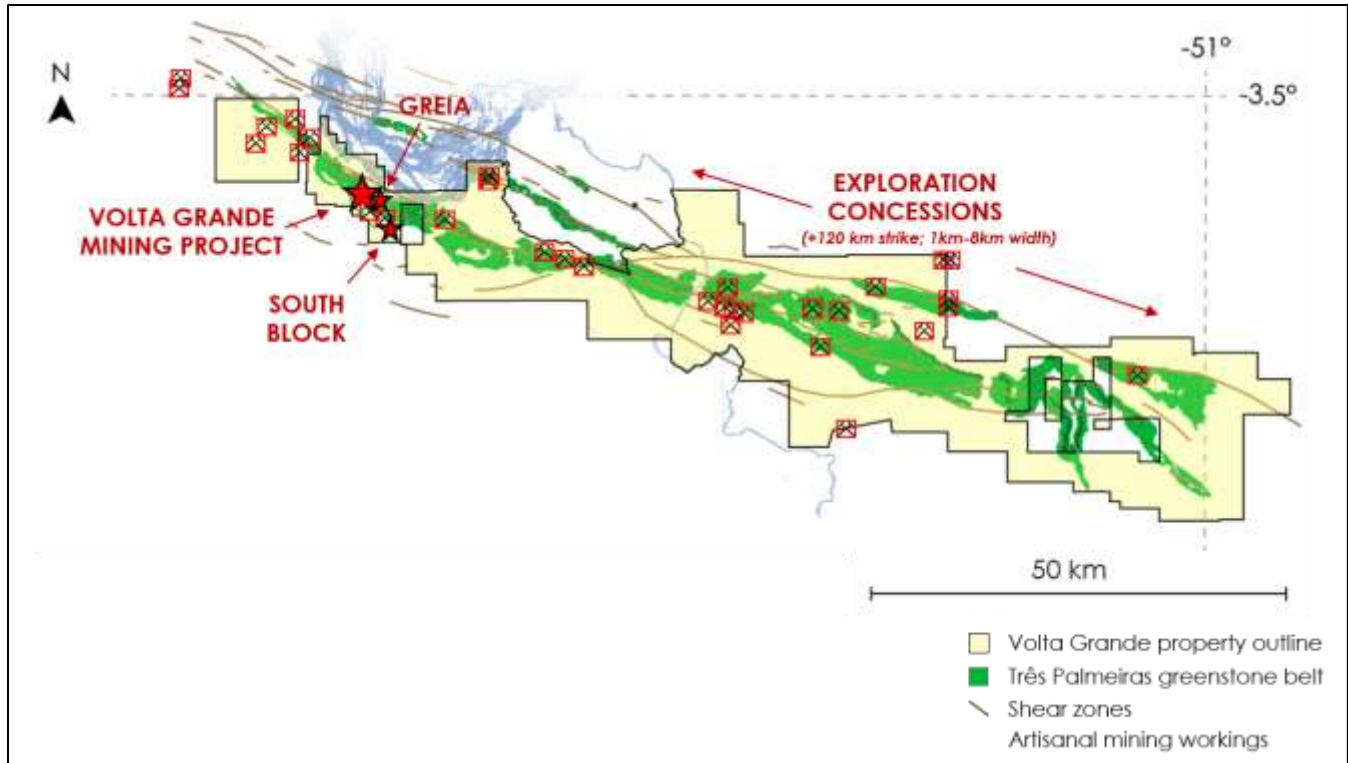 -51°
N
-3.5°
GREIA
EXPLORATION
CONCESSIONS
(+120 km strike; 1km-8km width)
VOLTA GRANDE
MINING PROJECT
SOUTH
BLOCK
50 km
Volta Grande property outline
Três Palmeiras greenstone belt
Shear zones
Artisanal mining workings